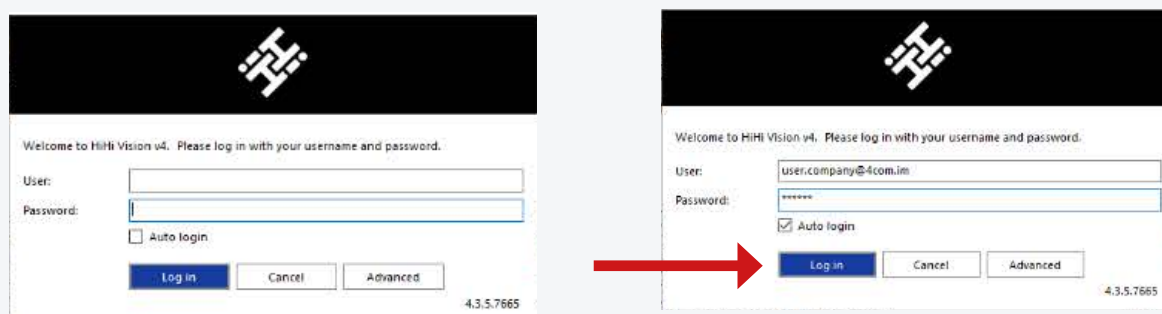 Welcome to HiHi Vision v4. Please log in with your username and password.
User:
Password:
Auto login
Log in Cancel Advanced
4.3.5.7665
Welcome to HiHi Vision v4. Please log in with your username and password.
User: user.company@4com.im
Password: ******
Auto login
Log in Cancel Advanced
4.3.5.7665